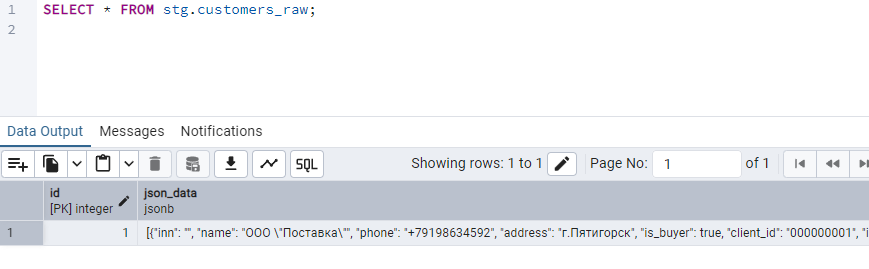 1 SELECT * FROM stg.customers_raw;
2
Data Output Messages Notifications
SQL Showing rows: 1 to 1 Page No: 1 of 1
id json_data
[PK] integer jsonb
1 1 [{"inn": "", "name": "ООО \"Поставка\"", "phone": "+79198634592", "address": "г.Пятигорск", "is_buyer": true, "client_id": "000000001", "i